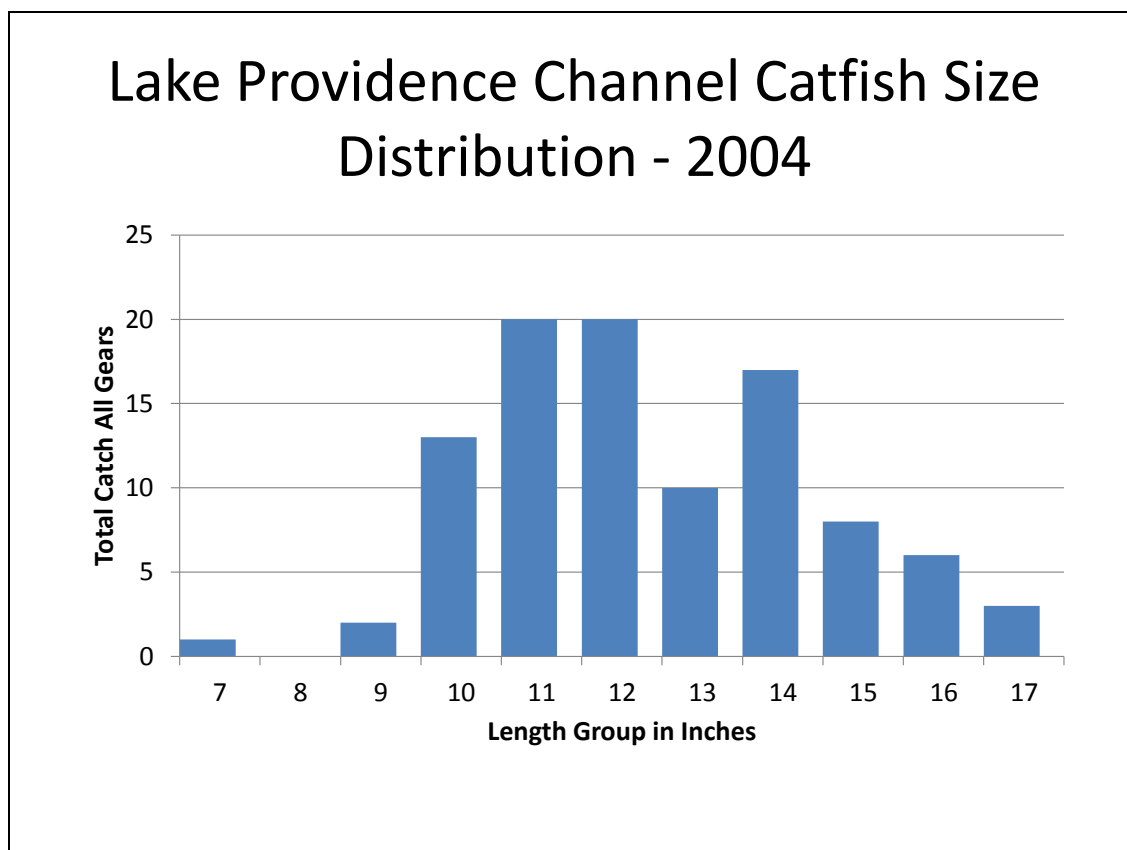 Lake Providence Channel Catfish Size
Distribution - 2004
25
20
15
10
5
0
Total Catch All Gears
7 8 9 10 11 12 13 14 15 16 17
Length Group in Inches